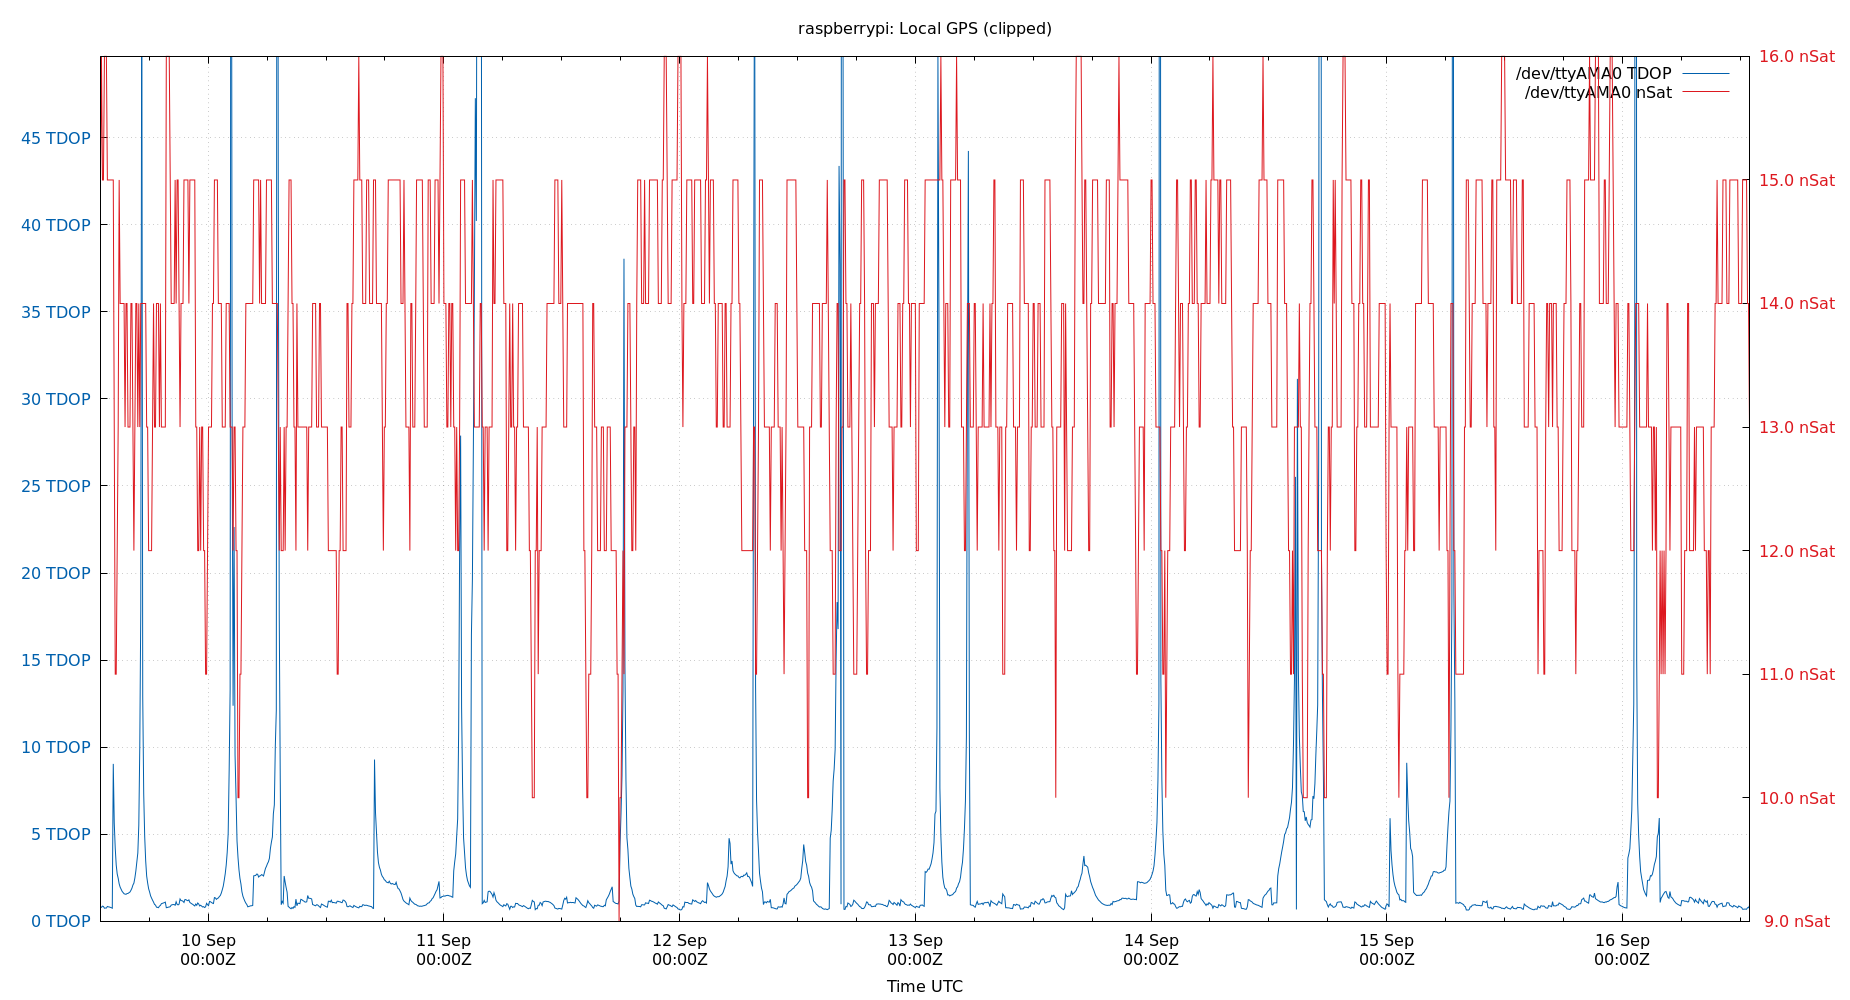 raspberrypi: Local GPS (clipped)
/dev/ttyAMA0 TDOP
/dev/ttyAMA0 nSat
45 TDOP
40 TDOP
35 TDOP
30 TDOP
25 TDOP
20 TDOP
15 TDOP
10 TDOP
5 TDOP
0 TDOP
16.0 nSat
15.0 nSat
14.0 nSat
13.0 nSat
12.0 nSat
11.0 nSat
10.0 nSat
9.0 nSat
10 Sep
00:00Z
11 Sep
00:00Z
12 Sep
00:00Z
13 Sep
00:00Z
14 Sep
00:00Z
15 Sep
00:00Z
16 Sep
00:00Z
Time UTC